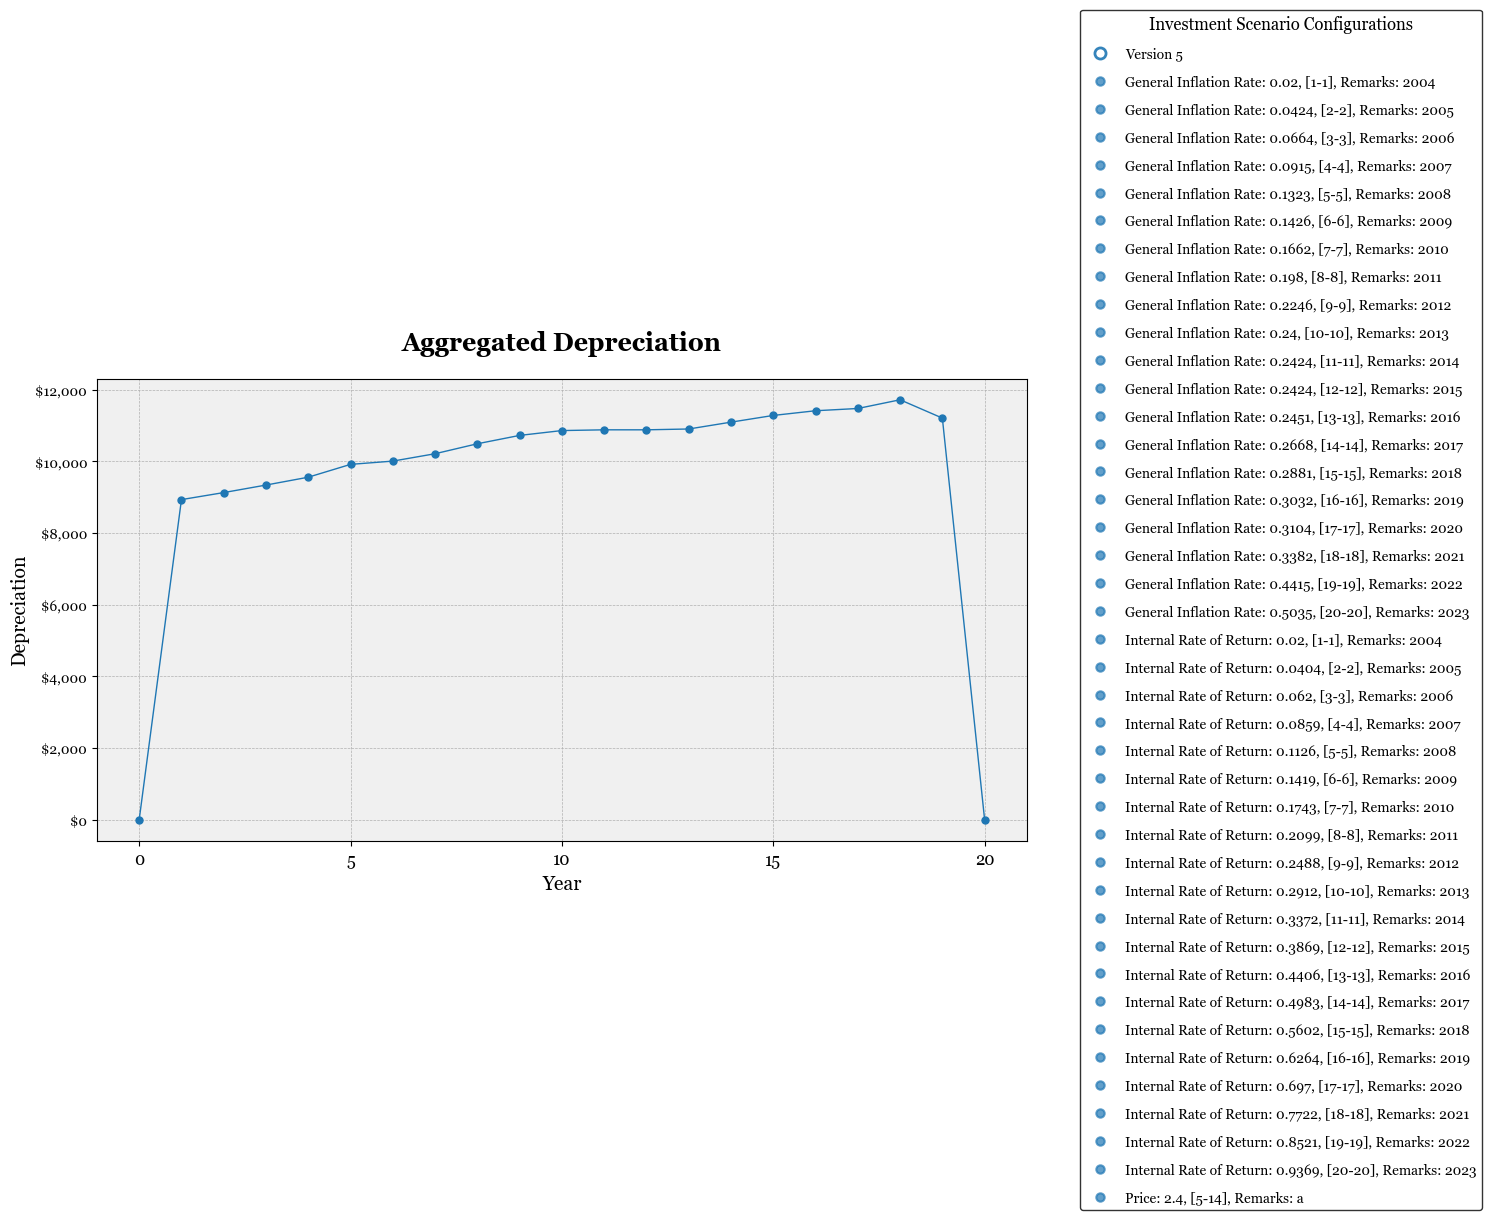 Aggregated Depreciation
$12,000
$10,000
$8,000
$6,000
$4,000
$2,000
$0
Depreciation
0 5 10 15 20
Year
Investment Scenario Configurations
Version 5
General Inflation Rate: 0.02, [1-1], Remarks: 2004
General Inflation Rate: 0.0424, [2-2], Remarks: 2005
General Inflation Rate: 0.0664, [3-3], Remarks: 2006
General Inflation Rate: 0.0915, [4-4], Remarks: 2007
General Inflation Rate: 0.1323, [5-5], Remarks: 2008
General Inflation Rate: 0.1426, [6-6], Remarks: 2009
General Inflation Rate: 0.1662, [7-7], Remarks: 2010
General Inflation Rate: 0.198, [8-8], Remarks: 2011
General Inflation Rate: 0.2246, [9-9], Remarks: 2012
General Inflation Rate: 0.24, [10-10], Remarks: 2013
General Inflation Rate: 0.2424, [11-11], Remarks: 2014
General Inflation Rate: 0.2424, [12-12], Remarks: 2015
General Inflation Rate: 0.2451, [13-13], Remarks: 2016
General Inflation Rate: 0.2668, [14-14], Remarks: 2017
General Inflation Rate: 0.2881, [15-15], Remarks: 2018
General Inflation Rate: 0.3032, [16-16], Remarks: 2019
General Inflation Rate: 0.3104, [17-17], Remarks: 2020
General Inflation Rate: 0.3382, [18-18], Remarks: 2021
General Inflation Rate: 0.4415, [19-19], Remarks: 2022
General Inflation Rate: 0.5035, [20-20], Remarks: 2023
Internal Rate of Return: 0.02, [1-1], Remarks: 2004
Internal Rate of Return: 0.0404, [2-2], Remarks: 2005
Internal Rate of Return: 0.062, [3-3], Remarks: 2006
Internal Rate of Return: 0.0859, [4-4], Remarks: 2007
Internal Rate of Return: 0.1126, [5-5], Remarks: 2008
Internal Rate of Return: 0.1419, [6-6], Remarks: 2009
Internal Rate of Return: 0.1743, [7-7], Remarks: 2010
Internal Rate of Return: 0.2099, [8-8], Remarks: 2011
Internal Rate of Return: 0.2488, [9-9], Remarks: 2012
Internal Rate of Return: 0.2912, [10-10], Remarks: 2013
Internal Rate of Return: 0.3372, [11-11], Remarks: 2014
Internal Rate of Return: 0.3869, [12-12], Remarks: 2015
Internal Rate of Return: 0.4406, [13-13], Remarks: 2016
Internal Rate of Return: 0.4983, [14-14], Remarks: 2017
Internal Rate of Return: 0.5602, [15-15], Remarks: 2018
Internal Rate of Return: 0.6264, [16-16], Remarks: 2019
Internal Rate of Return: 0.697, [17-17], Remarks: 2020
Internal Rate of Return: 0.7722, [18-18], Remarks: 2021
Internal Rate of Return: 0.8521, [19-19], Remarks: 2022
Internal Rate of Return: 0.9369, [20-20], Remarks: 2023
Price: 2.4, [5-14], Remarks: a